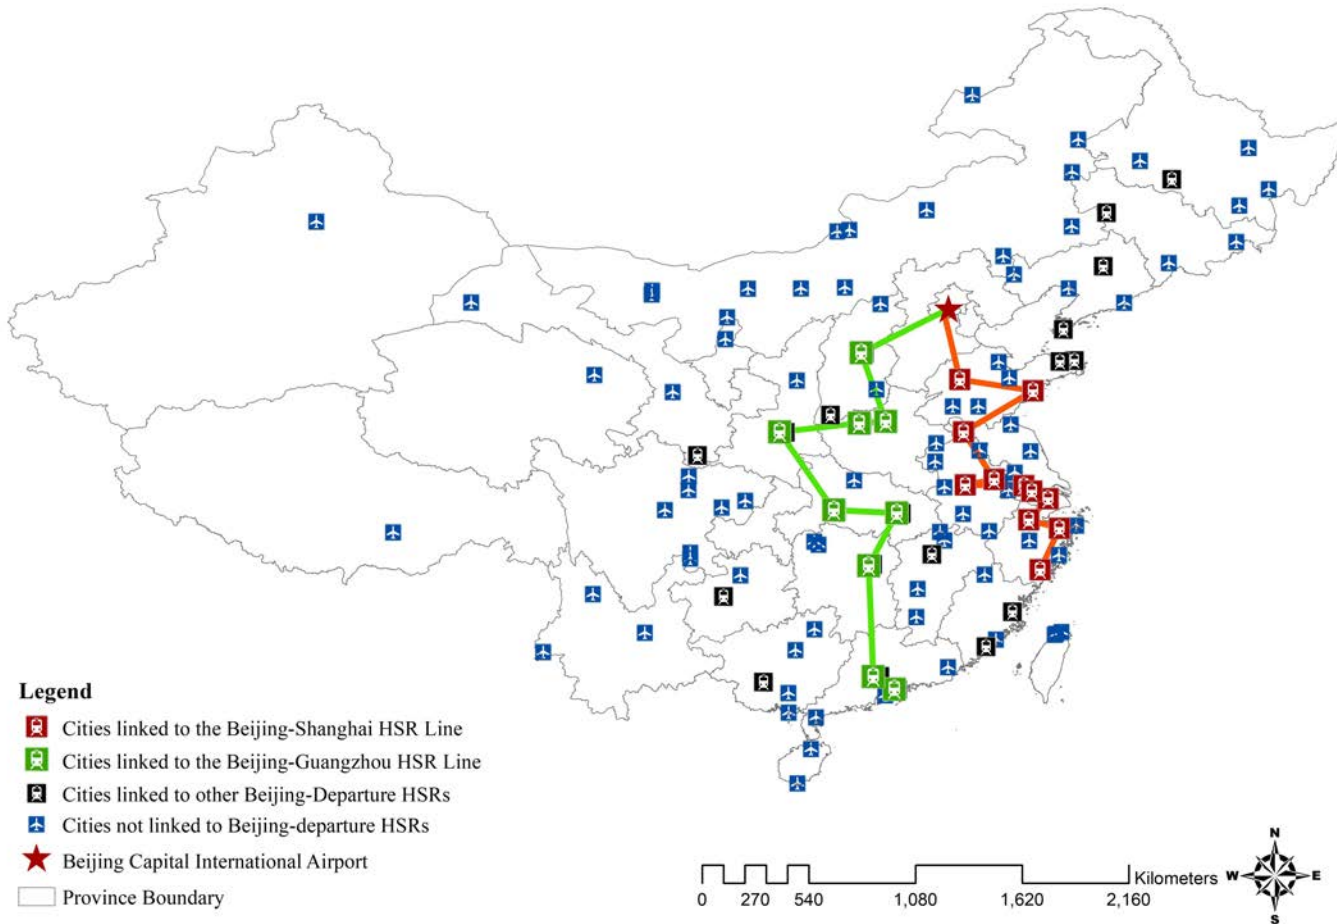 Legend
Cities linked to the Beijing-Shanghai HSR Line
Cities linked to the Beijing-Guangzhou HSR Line
Cities linked to other Beijing-Departure HSRs
Cities not linked to Beijing-departure HSRs
Beijing Capital International Airport
Province Boundary
Kilometers
0 270 540 1,080 1,620 2,160
N
W E
S